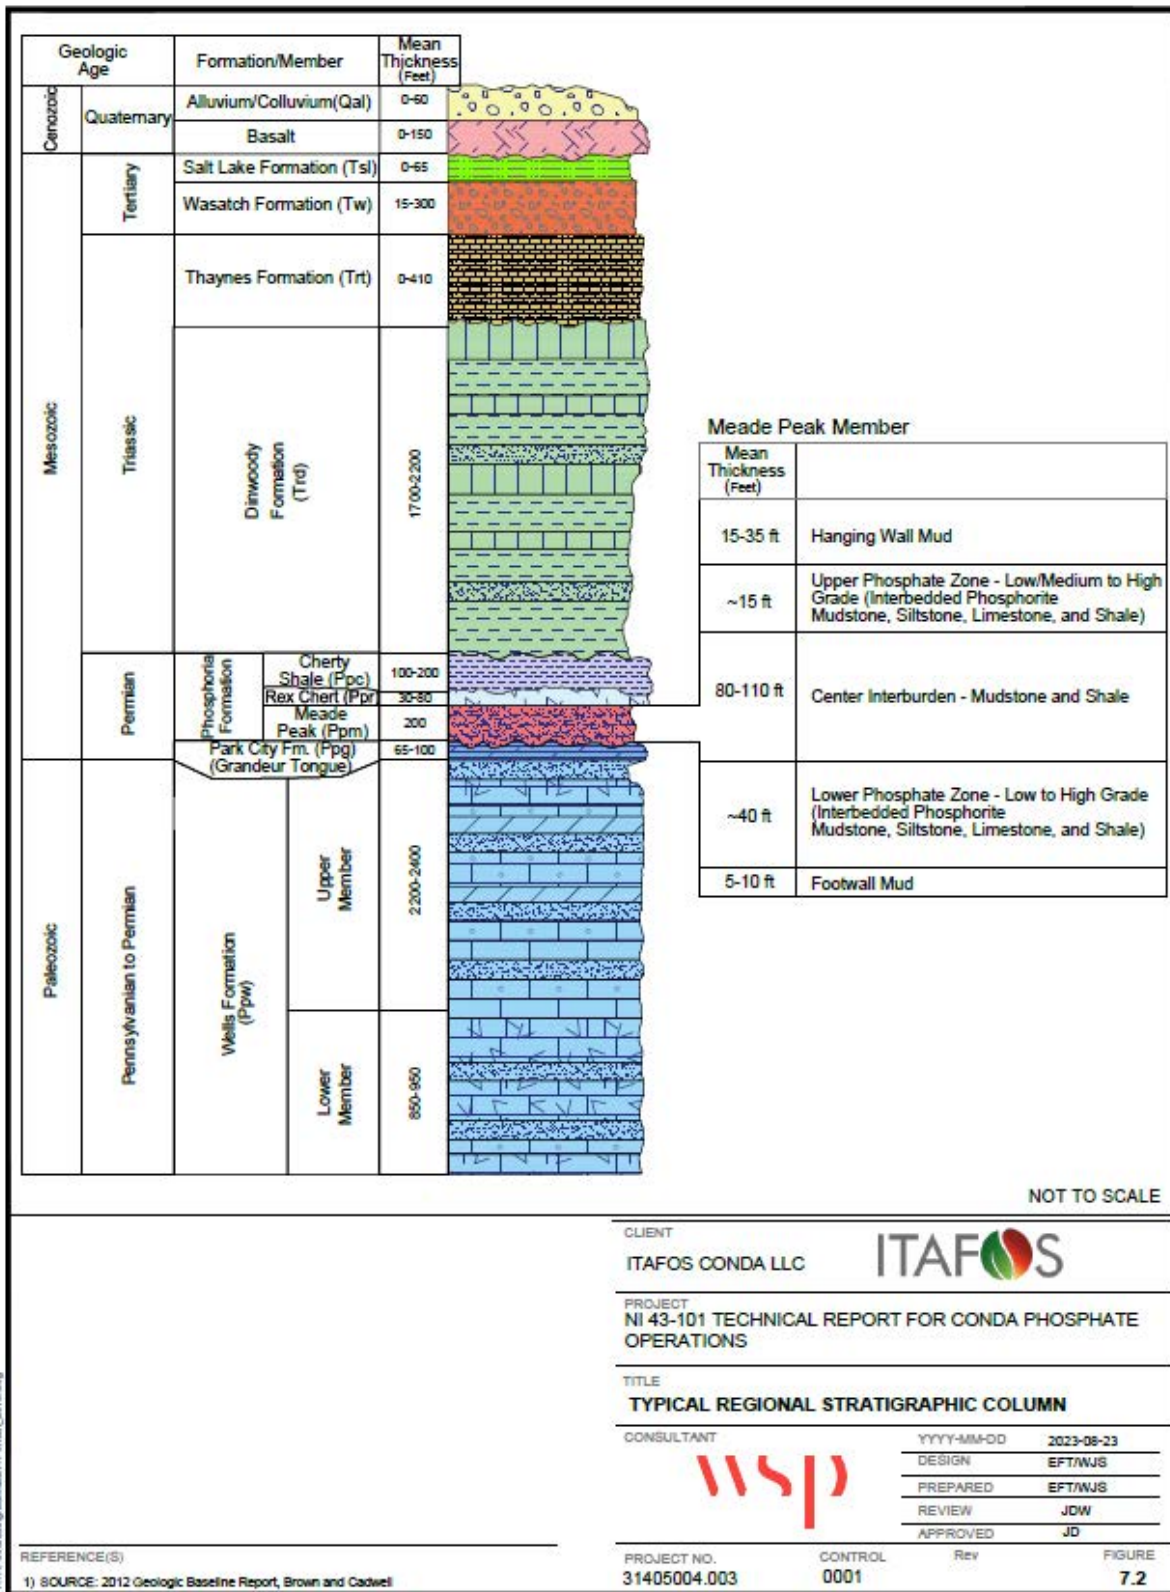 Geologic
Age
Formation/Member
Mean
Thickness
(Feet)
Cenozoic
Quaternary
Alluvium/Colluvium(Qal)
0-60
Basalt
0-150
Mesozoic
Tertiary
Salt Lake Formation (Tsl)
0-65
Wasatch Formation (Tw)
15-300
Triassic
Thaynes Formation (Trt)
0-410
Dinwoody
Formation
(Trd)
1700-2200
Permian
Phosphoria
Formation
Cherty
Shale (Ppc)
100-200
Rex Chert (Ppr)
30-80
Meade
Peak (Ppm)
200
Park City Fm. (Ppg)
(Grandeur Tongue)
65-100
Paleozoic
Pennsylvanian to Permian
Wells Formation
(Ppw)
Upper
Member
2200-2400
Lower
Member
850-950
Meade Peak Member
Mean
Thickness
(Feet)
15-35 ft
Hanging Wall Mud
~15 ft
Upper Phosphate Zone - Low/Medium to High
Grade (Interbedded Phosphorite
Mudstone, Siltstone, Limestone, and Shale)
80-110 ft
Center Interburden - Mudstone and Shale
~40 ft
Lower Phosphate Zone - Low to High Grade
(Interbedded Phosphorite
Mudstone, Siltstone, Limestone, and Shale)
5-10 ft
Footwall Mud
NOT TO SCALE
CLIENT
ITAFOS CONDA LLC
ITAFOS
PROJECT
NI 43-101 TECHNICAL REPORT FOR CONDA PHOSPHATE
OPERATIONS
TITLE
TYPICAL REGIONAL STRATIGRAPHIC COLUMN
CONSULTANT
wsp
YYYY-MM-DD 2023-08-23
DESIGN EFT/WJS
PREPARED EFT/WJS
REVIEW JDW
APPROVED JD
REFERENCE(S)
1) SOURCE: 2012 Geologic Baseline Report, Brown and Cadwell
PROJECT NO. CONTROL Rev FIGURE
31405004.003 0001 7.2